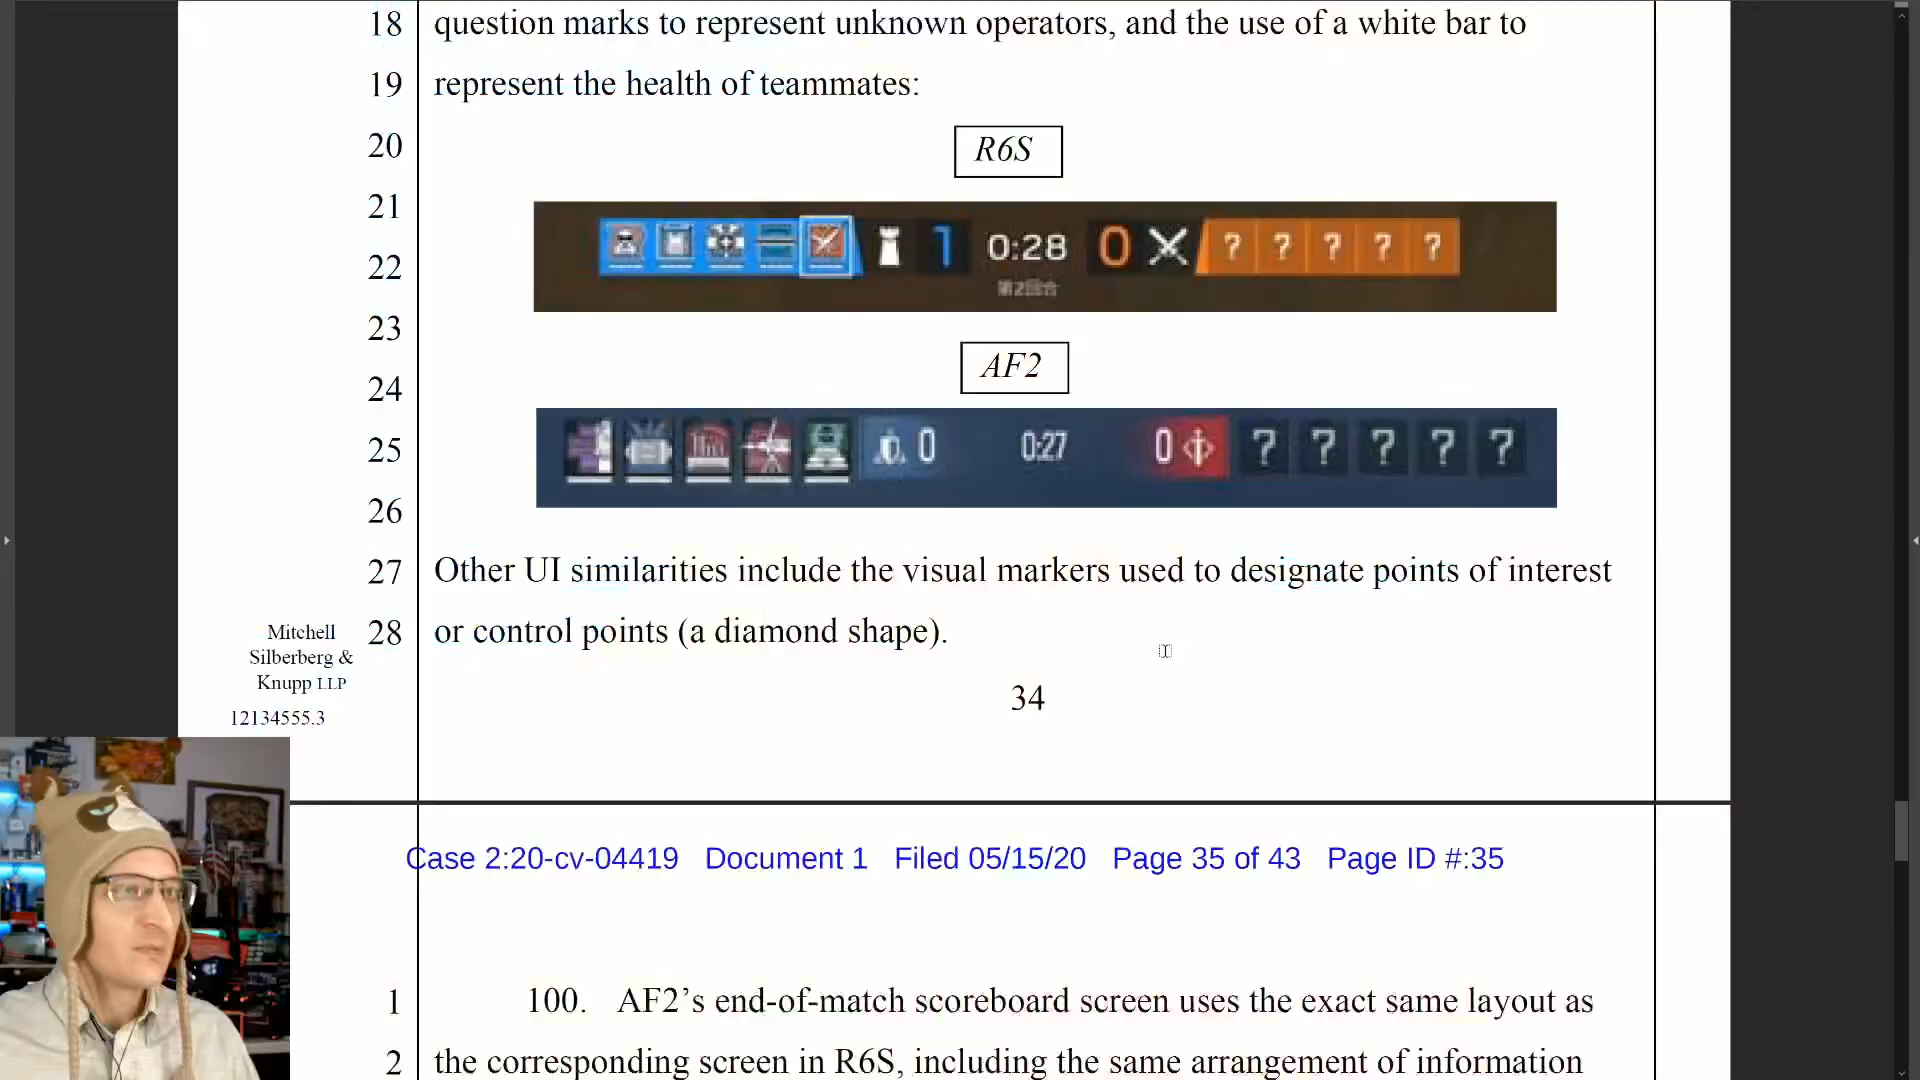 18 question marks to represent unknown operators, and the use of a white bar to
19 represent the health of teammates:
20
R6S
21
22
1 0:28 0 ? ? ? ? ?
第2回合
23
AF2
24
25
0 0:27 0 ? ? ? ? ?
26
27 Other UI similarities include the visual markers used to designate points of interest
28 or control points (a diamond shape).
Mitchell
Silberberg &
Knupp LLP
12134555.3
34
Case 2:20-cv-04419 Document 1 Filed 05/15/20 Page 35 of 43 Page ID #:35
1 100. AF2’s end-of-match scoreboard screen uses the exact same layout as
2 the corresponding screen in R6S, including the same arrangement of information